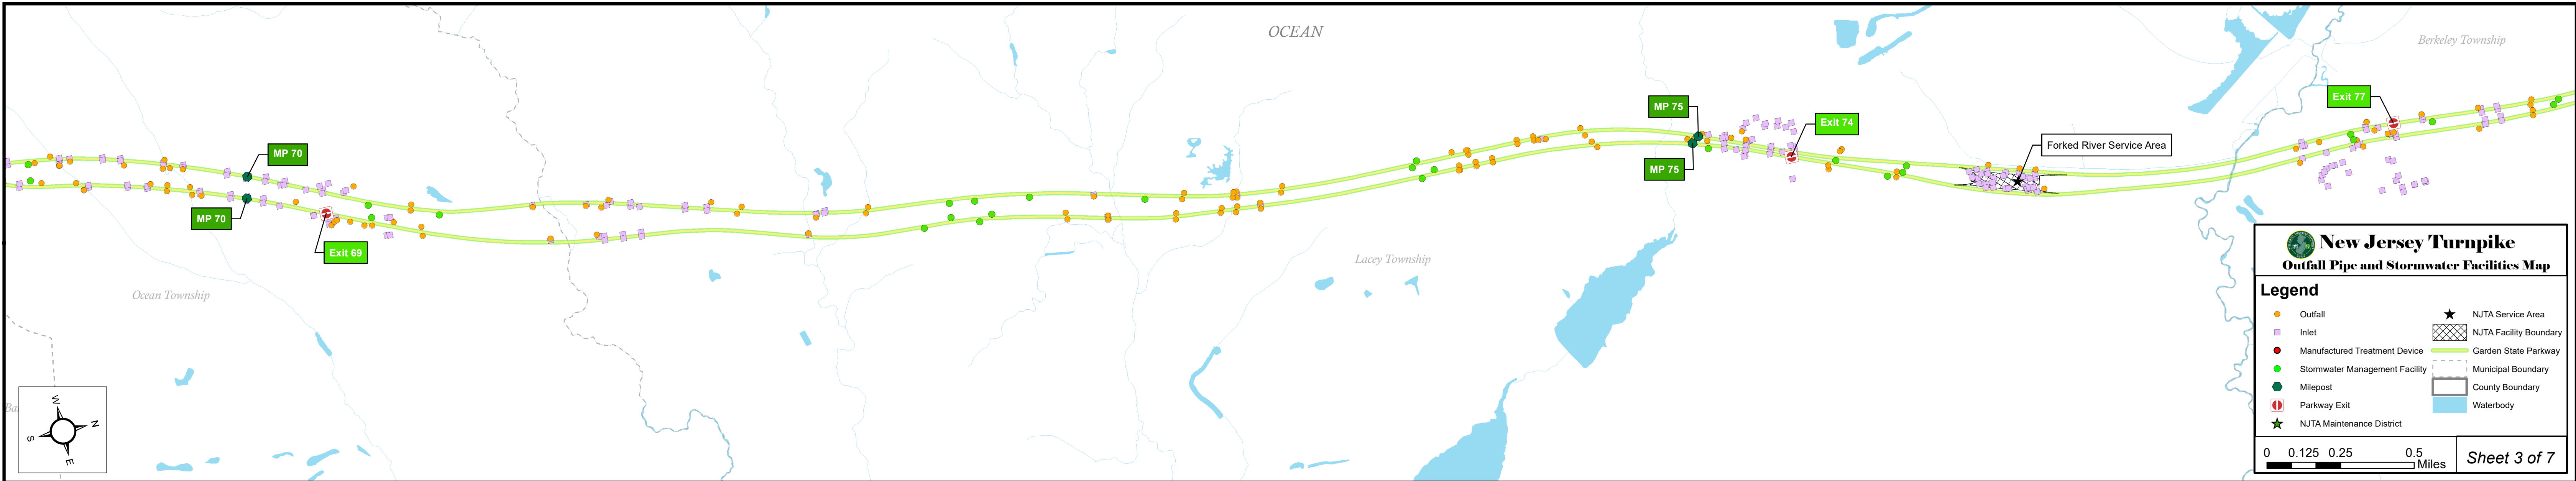 OCEAN
Berkeley Township
Exit 77
MP 75
Exit 74
Forked River Service Area
MP 70
MP 75
MP 70
Exit 69
Lacey Township
Ocean Township
Ba
W
N
S
E
New Jersey Turnpike
Outfall Pipe and Stormwater Facilities Map
Legend
Outfall
Inlet
Manufactured Treatment Device
Stormwater Management Facility
Milepost
Parkway Exit
NJTA Maintenance District
NJTA Service Area
NJTA Facility Boundary
Garden State Parkway
Municipal Boundary
County Boundary
Waterbody
0 0.125 0.25 0.5
Miles
Sheet 3 of 7